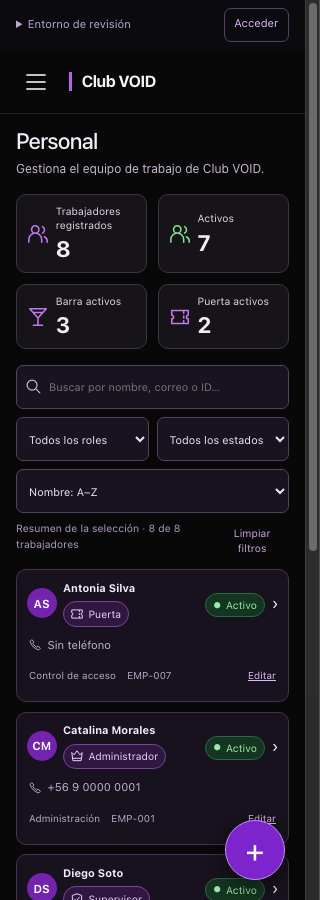 ▶ Entorno de revisión
Acceder
Club VOID
Personal
Gestiona el equipo de trabajo de Club VOID.
Trabajadores
registrados
8
Activos
7
Barra activos
3
Puerta activos
2
Buscar por nombre, correo o ID...
Todos los roles
Todos los estados
Nombre: A–Z
Resumen de la selección · 8 de 8
trabajadores
Limpiar
filtros
AS
Antonia Silva
Puerta
Activo
Sin teléfono
Control de acceso EMP-007
Editar
CM
Catalina Morales
Administrador
Activo
+56 9 0000 0001
Administración EMP-001
Editar
+
DS
Diego Soto
Supervisor
Activo